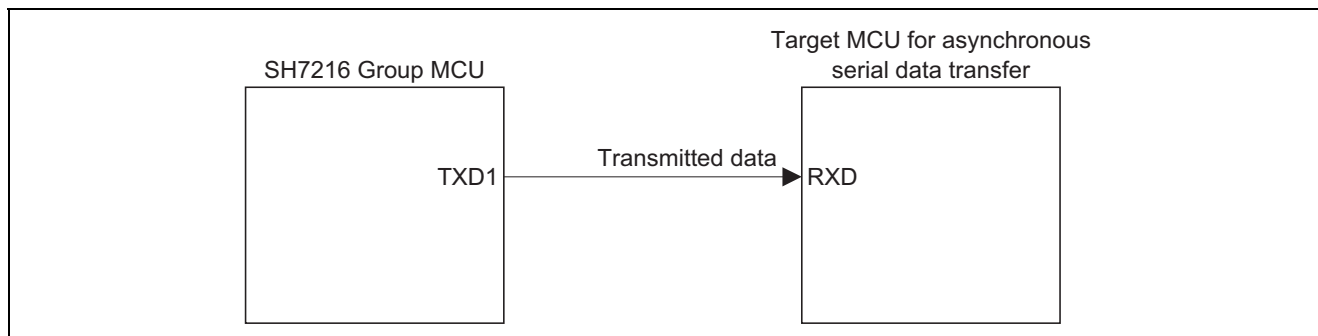 SH7216 Group MCU
Target MCU for asynchronous
serial data transfer
TXD1
Transmitted data
RXD